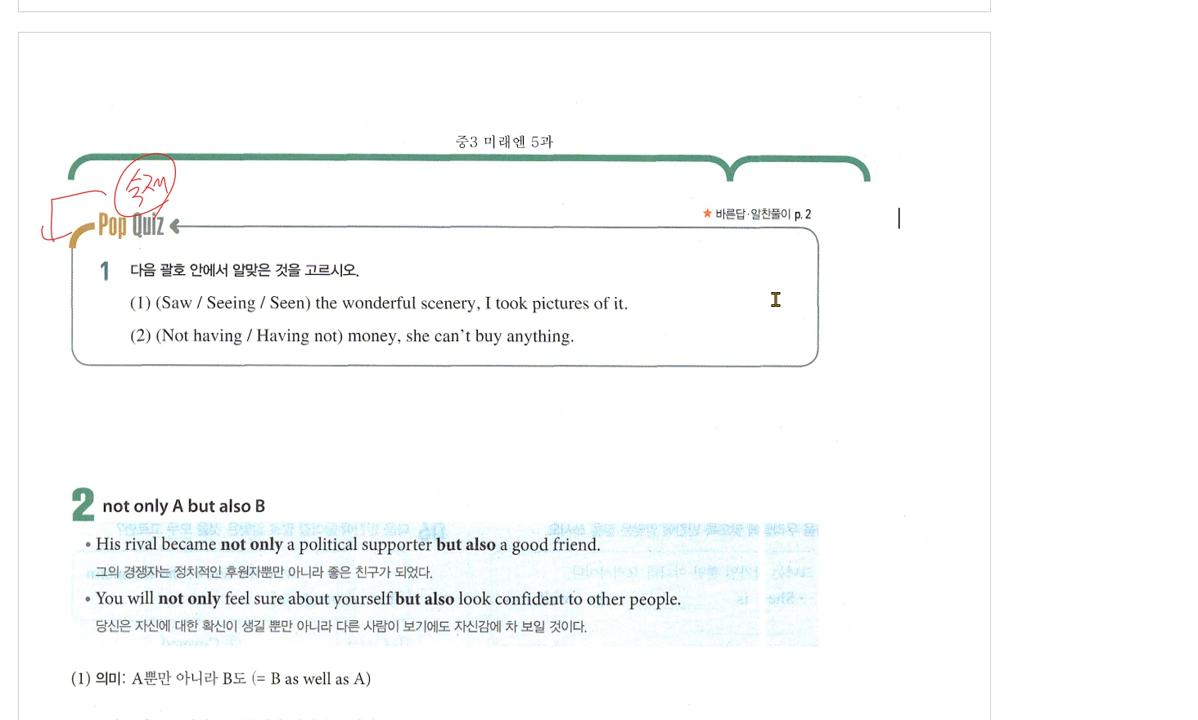 중3 미래엔 5과
숙제
Pop Quiz
★ 바른답·알찬풀이 p. 2
1 다음 괄호 안에서 알맞은 것을 고르시오.
(1) (Saw / Seeing / Seen) the wonderful scenery, I took pictures of it.
(2) (Not having / Having not) money, she can't buy anything.
2 not only A but also B
• His rival became not only a political supporter but also a good friend.
그의 경쟁자는 정치적인 후원자뿐만 아니라 좋은 친구가 되었다.
• You will not only feel sure about yourself but also look confident to other people.
당신은 자신에 대한 확신이 생길 뿐만 아니라 다른 사람이 보기에도 자신감에 차 보일 것이다.
(1) 의미: A뿐만 아니라 B도 (= B as well as A)